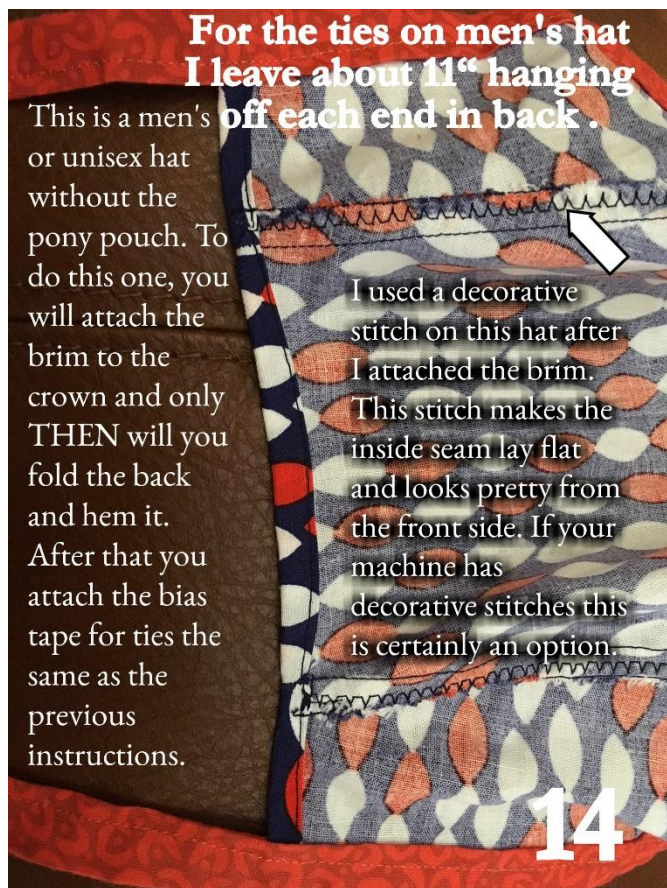 For the ties on men's hat
I leave about 11“ hanging
off each end in back .
This is a men's
or unisex hat
without the
pony pouch. To
do this one, you
will attach the
brim to the
crown and only
THEN will you
fold the back
and hem it.
After that you
attach the bias
tape for ties the
same as the
previous
instructions.
I used a decorative
stitch on this hat after
I attached the brim.
This stitch makes the
inside seam lay flat
and looks pretty from
the front side. If your
machine has
decorative stitches this
is certainly an option.
14